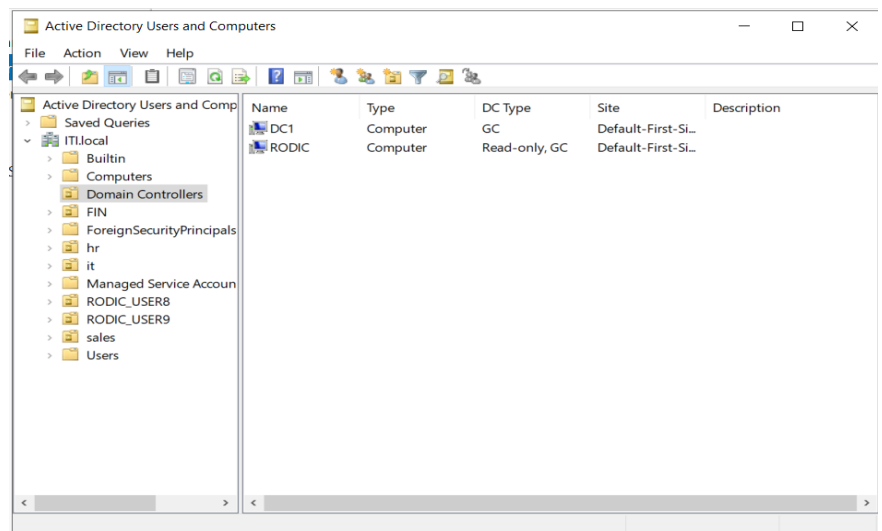 Active Directory Users and Computers
File Action View Help
Active Directory Users and Comp
Saved Queries
ITI.local
Builtin
Computers
Domain Controllers
FIN
ForeignSecurityPrincipals
hr
it
Managed Service Accoun
RODIC_USER8
RODIC_USER9
sales
Users
Name Type DC Type Site Description
DC1 Computer GC Default-First-Si...
RODIC Computer Read-only, GC Default-First-Si...